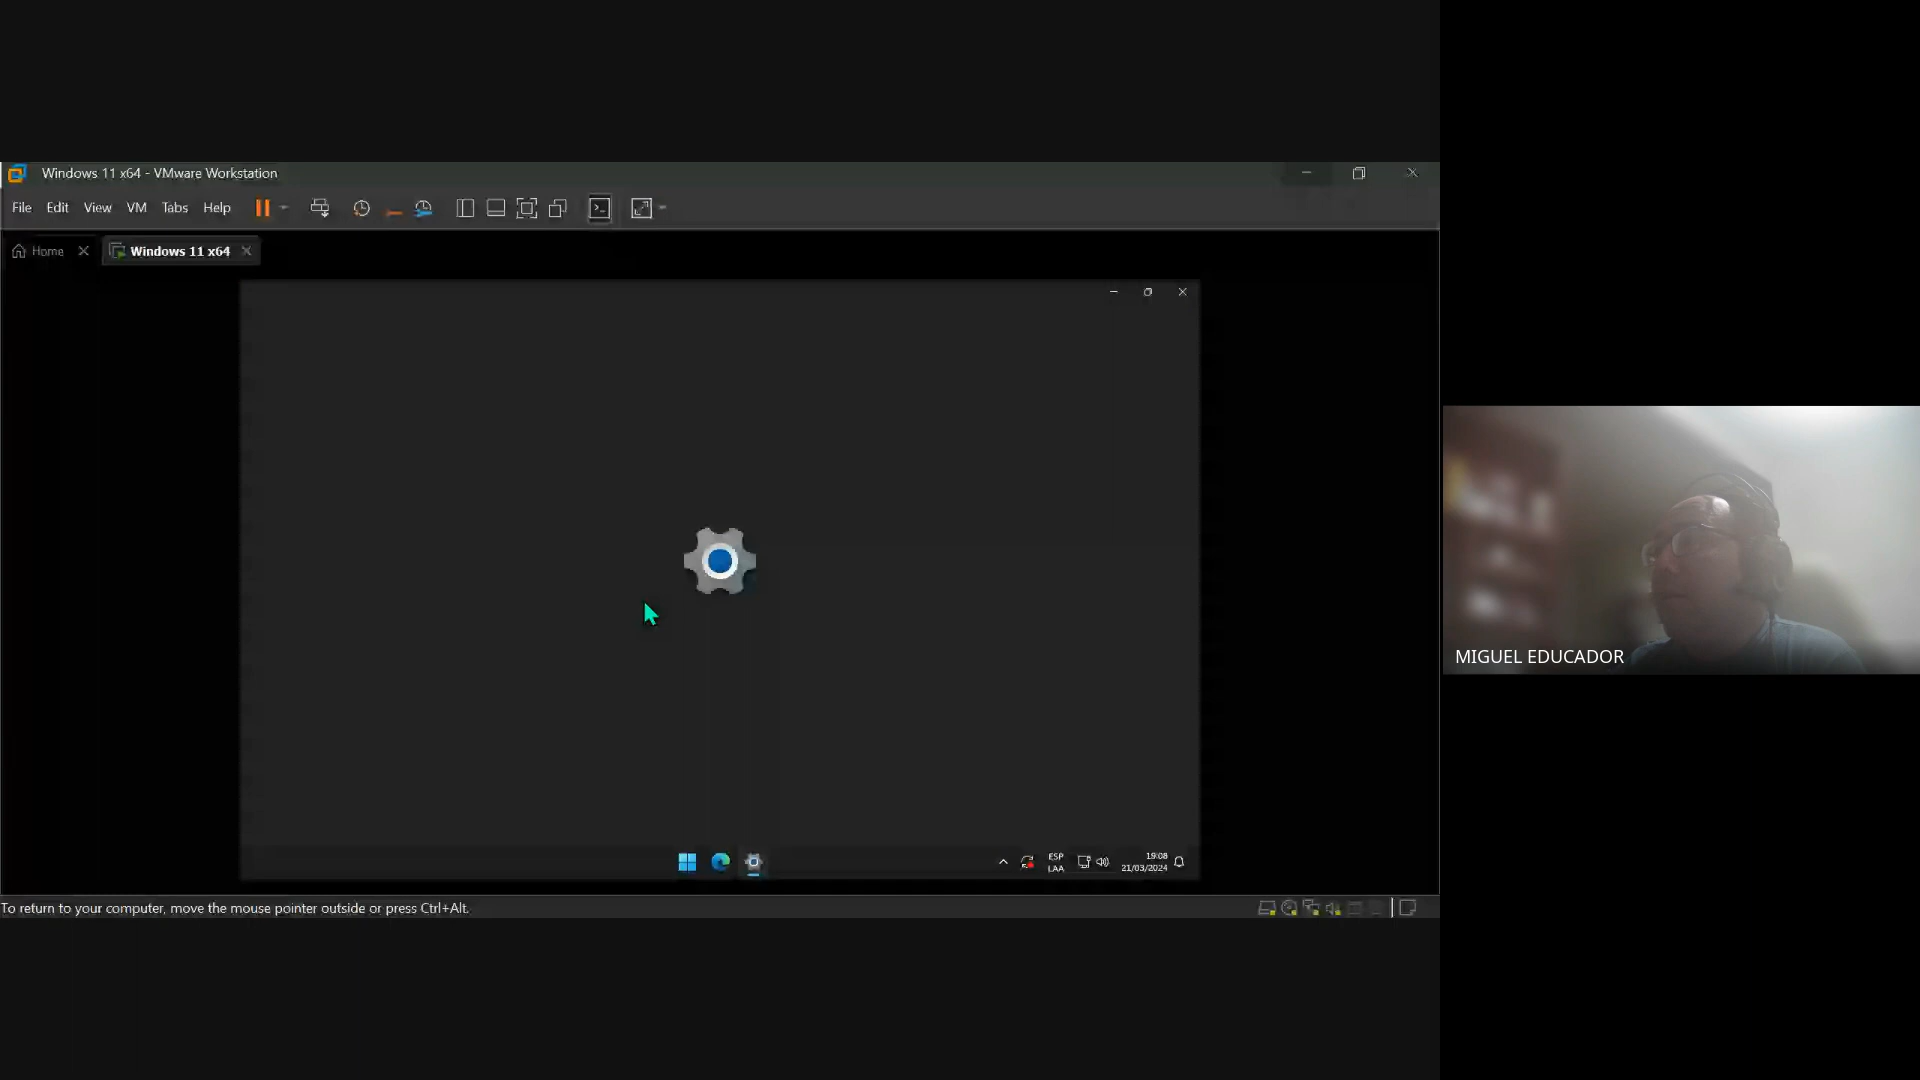 Windows 11 x64 - VMware Workstation
File Edit View VM Tabs Help
Home Windows 11 x64
MIGUEL EDUCADOR
ESP 19:08
LAA 21/03/2024
To return to your computer, move the mouse pointer outside or press Ctrl+Alt.